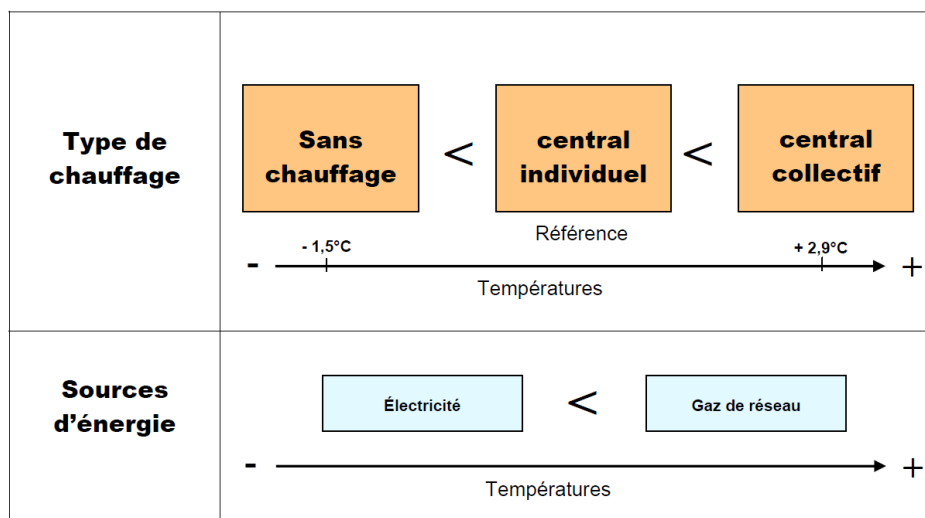 Type de
chauffage
Sans
chauffage
<
central
individuel
<
central
collectif
Référence
- 1,5°C
+ 2,9°C
-
+
Températures
Sources
d'énergie
Électricité
<
Gaz de réseau
-
+
Températures